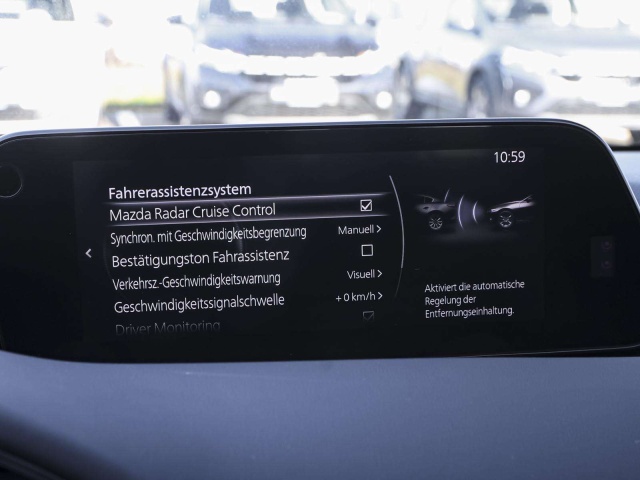 10:59
Fahrerassistenzsystem
Mazda Radar Cruise Control
Synchron. mit Geschwindigkeitsbegrenzung Manuell
Bestätigungston Fahrassistenz
Verkehrsz.-Geschwindigkeitswarnung Visuell
Geschwindigkeitssignalschwelle +0 km/h
Driver Monitoring
Aktiviert die automatische
Regelung der
Entfernungseinhaltung.